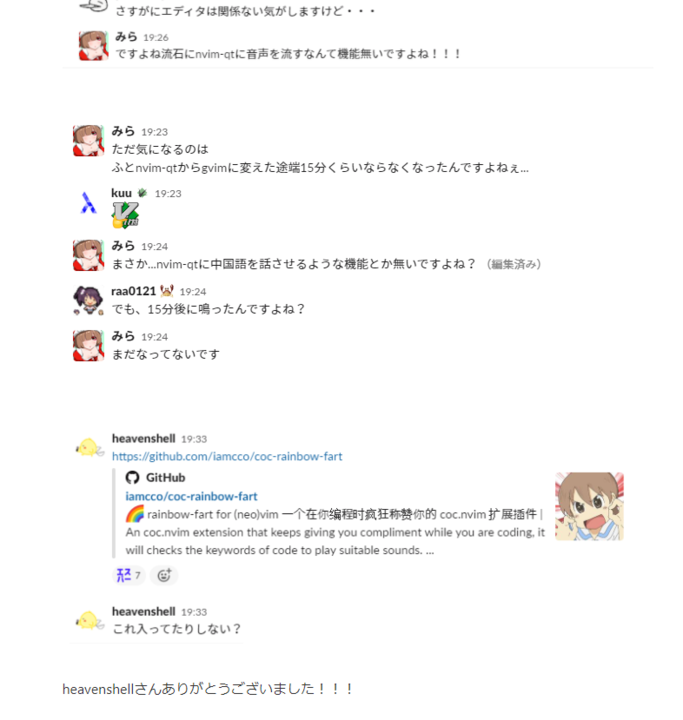 さすがにエディタは関係ない気がしますけど・・・
みら 19:26
ですよね流石にnvim-qtに音声を流すなんて機能無いですよね！！！
みら 19:23
ただ気になるのは
ふとnvim-qtからgvimに変えた途端15分くらいならなくなったんですよねぇ...
kuu 19:23
Vim
みら 19:24
まさか...nvim-qtに中国語を話させるような機能とか無いですよね？ （編集済み）
raa0121 19:24
でも、15分後に鳴ったんですよね？
みら 19:24
まだなってないです
heavenshell 19:33
https://github.com/iamcco/coc-rainbow-fart
GitHub
iamcco/coc-rainbow-fart
rainbow-fart for (neo)vim 一个在你编程时疯狂称赞你的 coc.nvim 扩展插件 |
An coc.nvim extension that keeps giving you compliment while you are coding, it
will checks the keywords of code to play suitable sounds. ...
天才 7
heavenshell 19:33
これ入ってたりしない？
heavenshellさんありがとうございました！！！